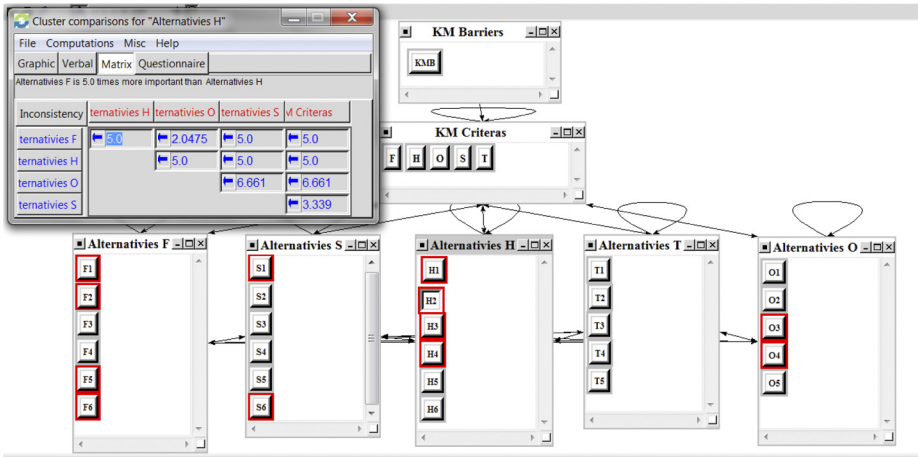 Cluster comparisons for "Alternativies H"
File Computations Misc Help
Graphic Verbal Matrix Questionnaire
Alternativies F is 5.0 times more important than Alternativies H
Inconsistency ternativies H ternativies O ternativies S M Criteras
ternativies F 5.0 2.0475 5.0 5.0
ternativies H 5.0 5.0 5.0
ternativies O 6.661 6.661
ternativies S 3.339
KM Barriers
KMB
KM Criteras
F H O S T
Alternativies F
F1
F2
F3
F4
F5
F6
Alternativies S
S1
S2
S3
S4
S5
S6
Alternativies H
H1
H2
H3
H4
H5
H6
Alternativies T
T1
T2
T3
T4
T5
Alternativies O
O1
O2
O3
O4
O5